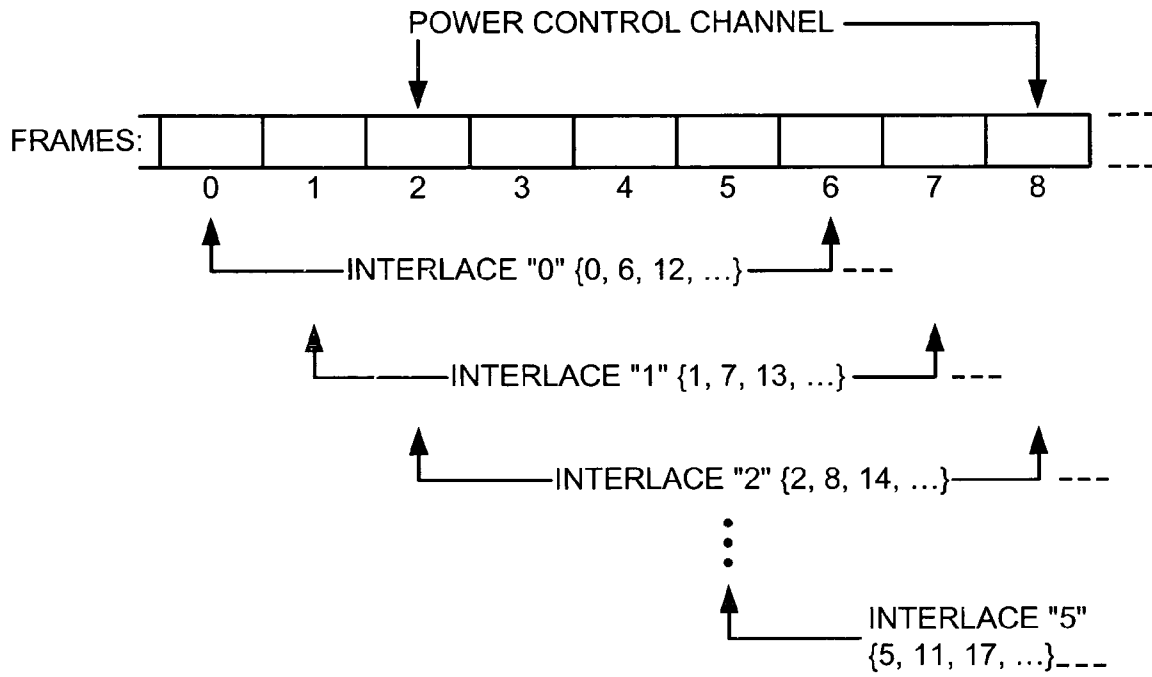 POWER CONTROL CHANNEL
FRAMES:
0 1 2 3 4 5 6 7 8
INTERLACE "0" {0, 6, 12, ...}
INTERLACE "1" {1, 7, 13, ...}
INTERLACE "2" {2, 8, 14, ...}
INTERLACE "5"
{5, 11, 17, ...}